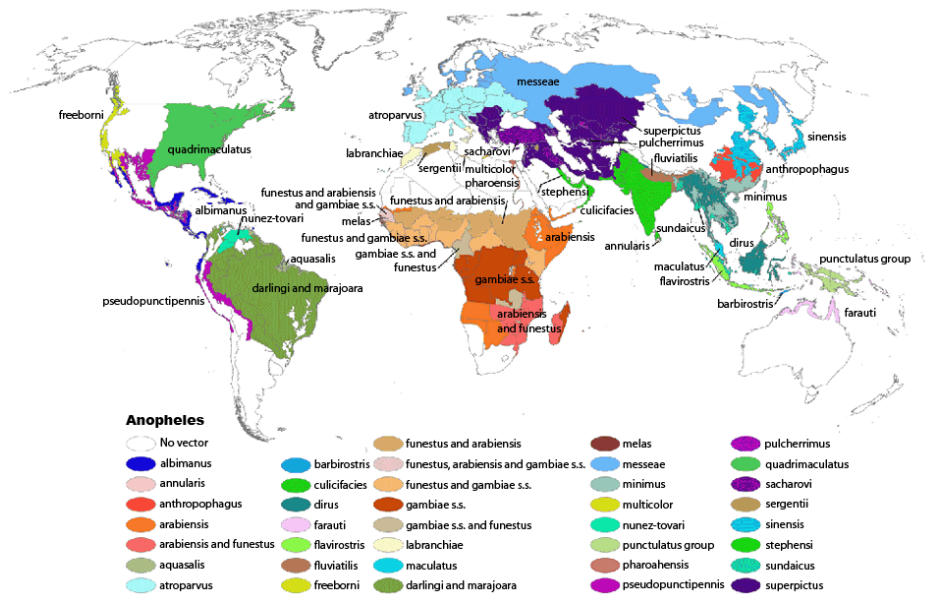 messeae
freeborni
atroparvus
superpictus
pulcherrimus
sinensis
quadrimaculatus
labranchiae
sacharovi
fluviatilis
sergentii
multicolor
anthropophagus
pharoensis
stephensi
funestus and arabiensis
and gambiae s.s.
funestus and arabiensis
minimus
albimanus
nunez-tovari
melas
culicifacies
sundaicus
funestus and gambiae s.s.
arabiensis
annularis
dirus
gambiae s.s. and
funestus
aquasalis
punctulatus group
maculatus
flavirostris
gambiae s.s.
darlingi and marajoara
pseudopunctipennis
barbirostris
farauti
arabiensis
and funestus
Anopheles
No vector
albimanus
annularis
anthropophagus
arabiensis
arabiensis and funestus
aquasalis
atroparvus
barbirostris
culicifacies
dirus
farauti
flavirostris
fluviatilis
freeborni
funestus and arabiensis
funestus, arabiensis and gambiae s.s.
funestus and gambiae s.s.
gambiae s.s.
gambiae s.s. and funestus
labranchiae
maculatus
darlingi and marajoara
melas
messeae
minimus
multicolor
nunez-tovari
punctulatus group
pharoahensis
pseudopunctipennis
pulcherrimus
quadrimaculatus
sacharovi
sergentii
sinensis
stephensi
sundaicus
superpictus